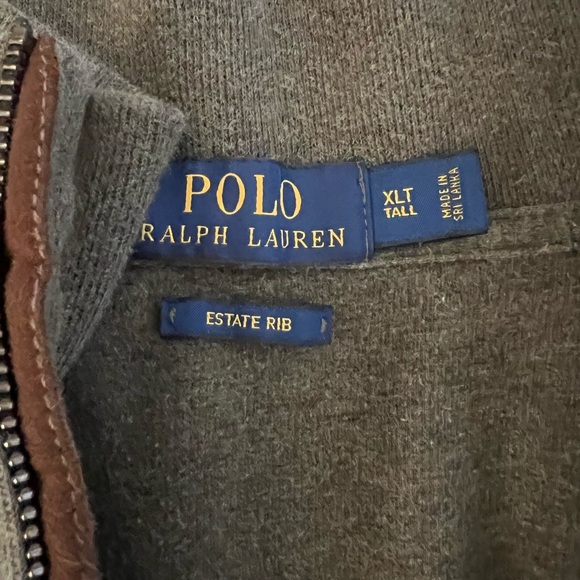 POLO
RALPH LAUREN
XLT
TALL
MADE IN
SRI LANKA
ESTATE RIB